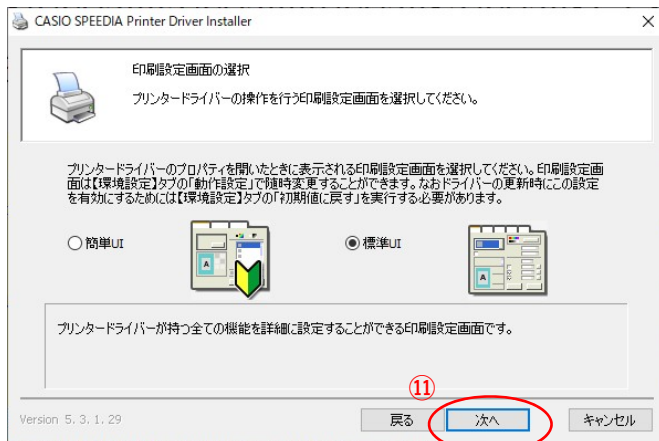 CASIO SPEEDIA Printer Driver Installer
印刷設定画面の選択
プリンタードライバーの操作を行う印刷設定画面を選択してください。
プリンタードライバーのプロパティを開いたときに表示される印刷設定画面を選択してください。印刷設定画
面は【環境設定】タブの「動作設定」で随時変更することができます。なおドライバーの更新時にこの設定
を有効にするためには【環境設定】タブの「初期値に戻す」を実行する必要があります。
簡単UI
標準UI
プリンタードライバーが持つ全ての機能を詳細に設定することができる印刷設定画面です。
⑪
Version 5.3.1.29
戻る
次へ
キャンセル